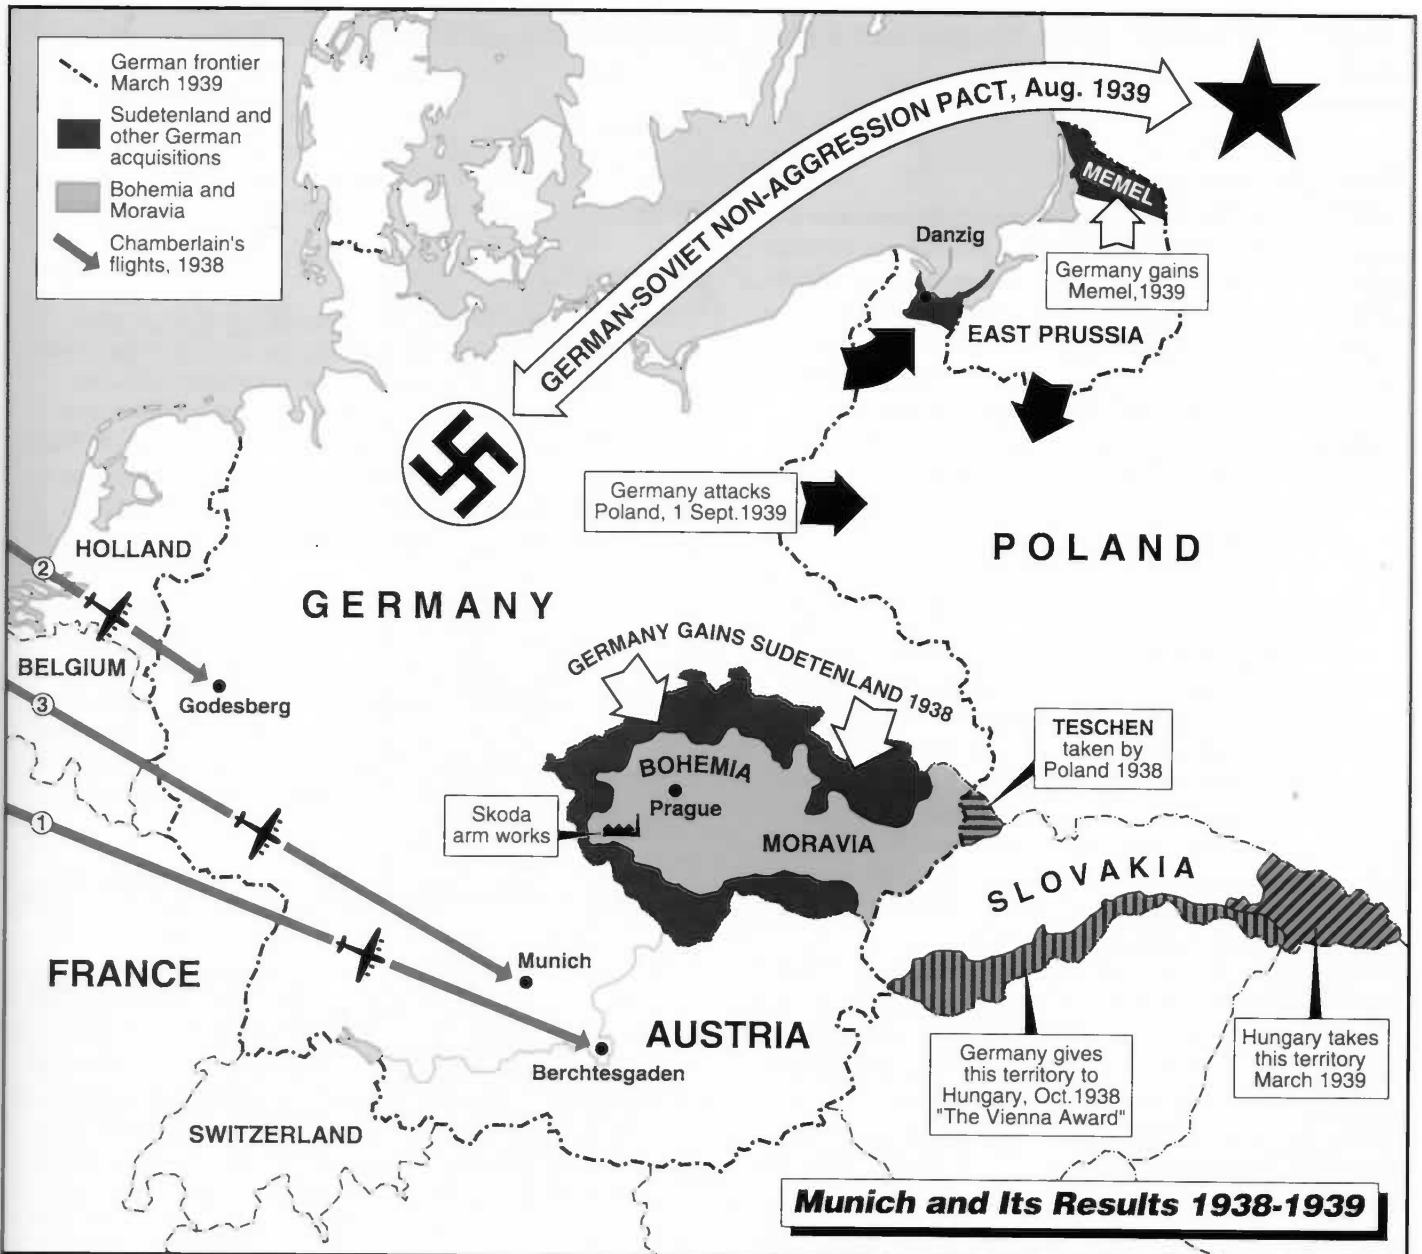 German frontier
March 1939
Sudetenland and
other German
acquisitions
Bohemia and
Moravia
Chamberlain's
flights, 1938
GERMAN-SOVIET NON-AGGRESSION PACT, Aug. 1939
MEMEL
Danzig
Germany gains
Memel,1939
EAST PRUSSIA
Germany attacks
Poland, 1 Sept.1939
HOLLAND
POLAND
2
GERMANY
BELGIUM
GERMANY GAINS SUDETENLAND 1938
Godesberg
3
TESCHEN
taken by
Poland 1938
BOHEMIA
Prague
Skoda
arm works
1
MORAVIA
SLOVAKIA
FRANCE
Munich
AUSTRIA
Berchtesgaden
Germany gives
this territory to
Hungary, Oct.1938
"The Vienna Award"
Hungary takes
this territory
March 1939
SWITZERLAND
Munich and Its Results 1938-1939